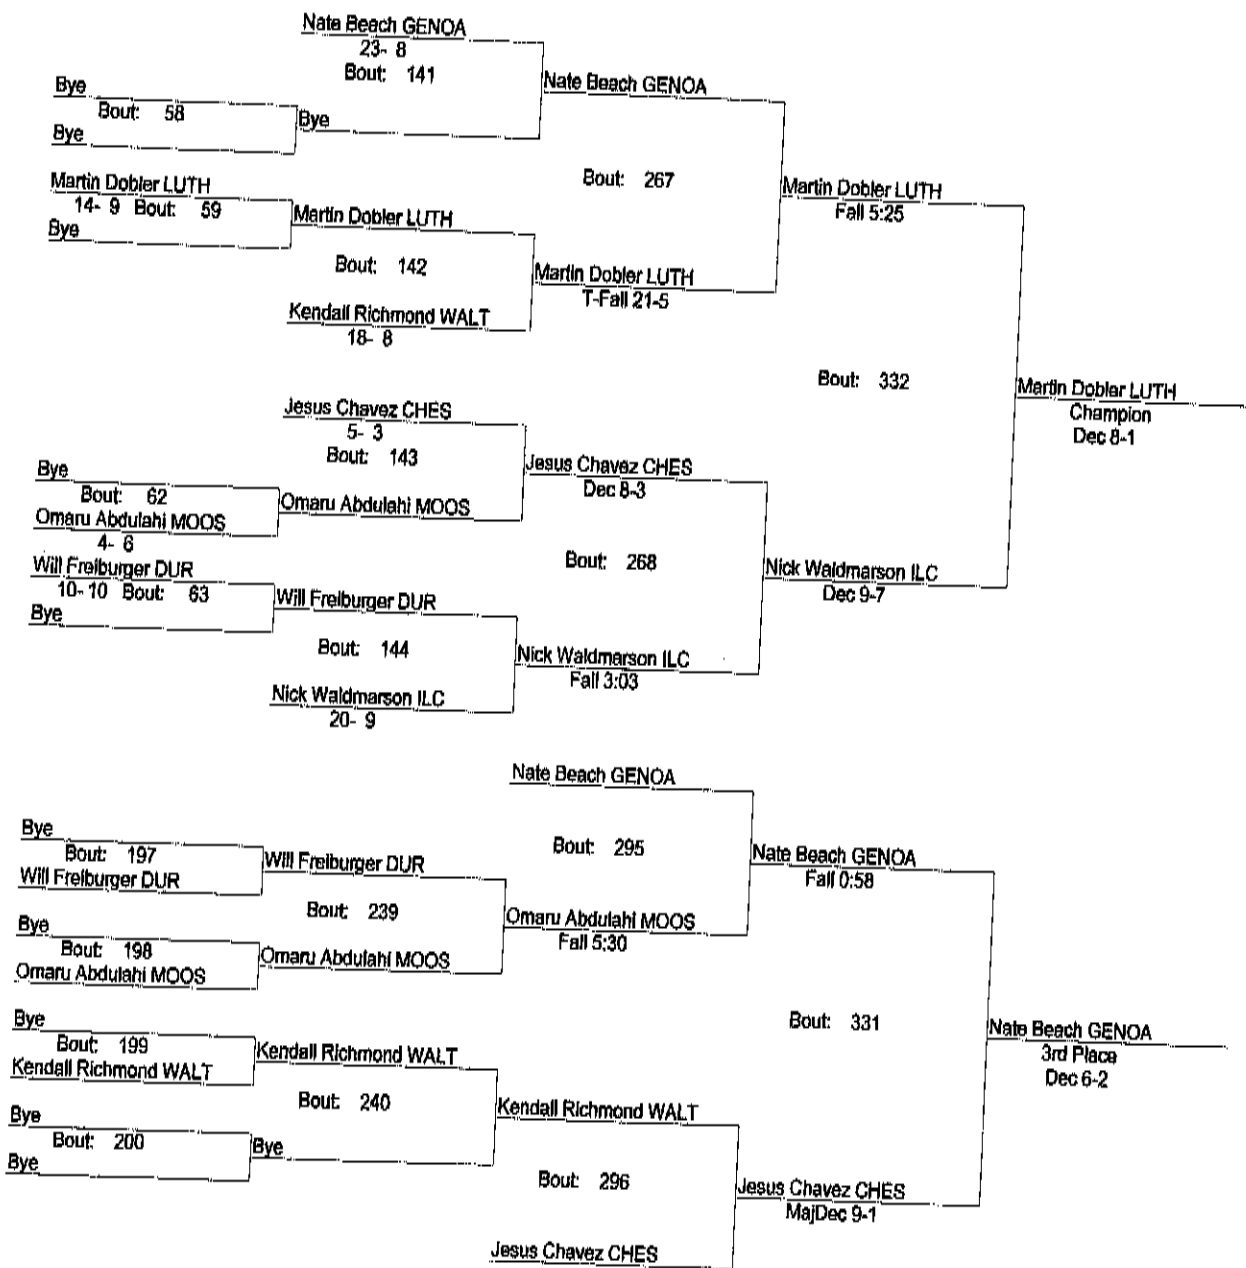 Nate Beach GENOA
23- 8
Bout: 141
Nate Beach GENOA
Bye
Bout: 58
Bye
Bye
Bout: 267
Martin Dobler LUTH
Fall 5:25
Martin Dobler LUTH
14- 9 Bout: 59
Martin Dobler LUTH
Bye
Bout: 142
Martin Dobler LUTH
T-Fall 21-5
Kendall Richmond WALT
18- 8
Bout: 332
Martin Dobler LUTH
Champion
Dec 8-1
Jesus Chavez CHES
5- 3
Bout: 143
Jesus Chavez CHES
Dec 8-3
Bye
Bout: 62
Omaru Abdulahi MOOS
Omaru Abdulahi MOOS
4- 6
Bout: 268
Nick Waldmarson ILC
Dec 9-7
Will Freiburger DUR
10- 10 Bout: 63
Will Freiburger DUR
Bye
Bout: 144
Nick Waldmarson ILC
Fall 3:03
Nick Waldmarson ILC
20- 9
Nate Beach GENOA
Bout: 295
Nate Beach GENOA
Fall 0:58
Bye
Bout: 197
Will Freiburger DUR
Will Freiburger DUR
Bout: 239
Omaru Abdulahi MOOS
Fall 5:30
Bye
Bout: 198
Omaru Abdulahi MOOS
Omaru Abdulahi MOOS
Bout: 331
Nate Beach GENOA
3rd Place
Dec 6-2
Bye
Bout: 199
Kendall Richmond WALT
Kendall Richmond WALT
Bout: 240
Kendall Richmond WALT
Bye
Bout: 200
Bye
Bye
Bout: 296
Jesus Chavez CHES
MajDec 9-1
Jesus Chavez CHES